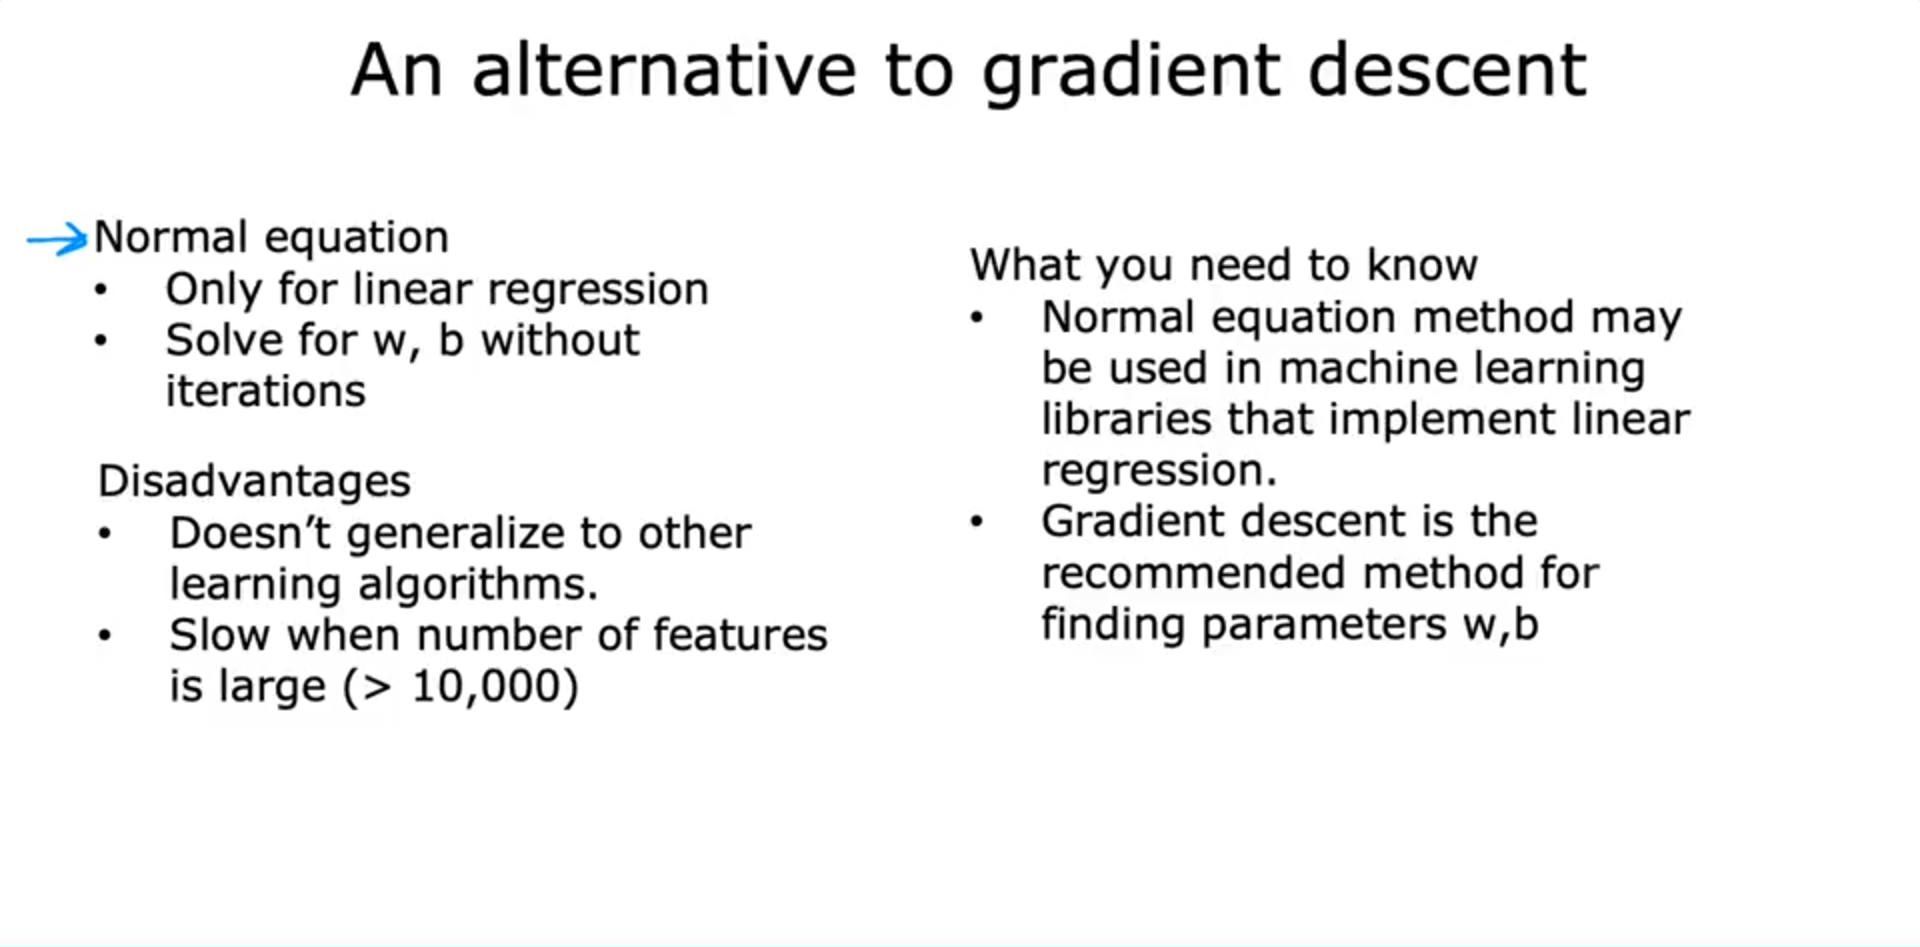 An alternative to gradient descent
Normal equation
• Only for linear regression
• Solve for w, b without
iterations
Disadvantages
• Doesn’t generalize to other
learning algorithms.
• Slow when number of features
is large (> 10,000)
What you need to know
• Normal equation method may
be used in machine learning
libraries that implement linear
regression.
• Gradient descent is the
recommended method for
finding parameters w,b